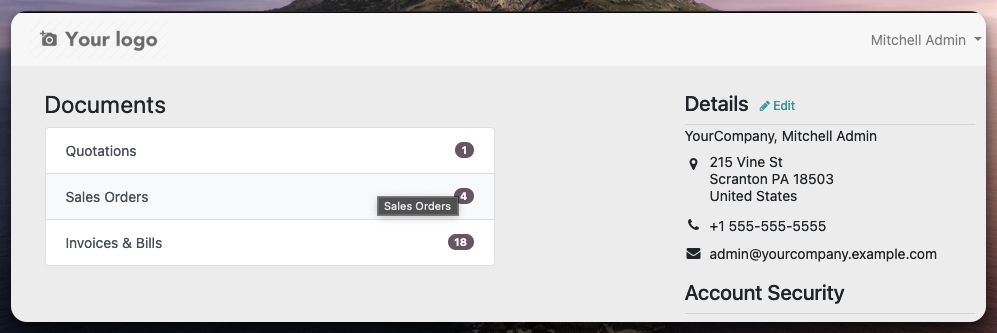 Your logo
Mitchell Admin
Documents
Quotations
1
Sales Orders
4
Sales Orders
Invoices & Bills
18
Details
Edit
YourCompany, Mitchell Admin
215 Vine St
Scranton PA 18503
United States
+1 555-555-5555
admin@yourcompany.example.com
Account Security